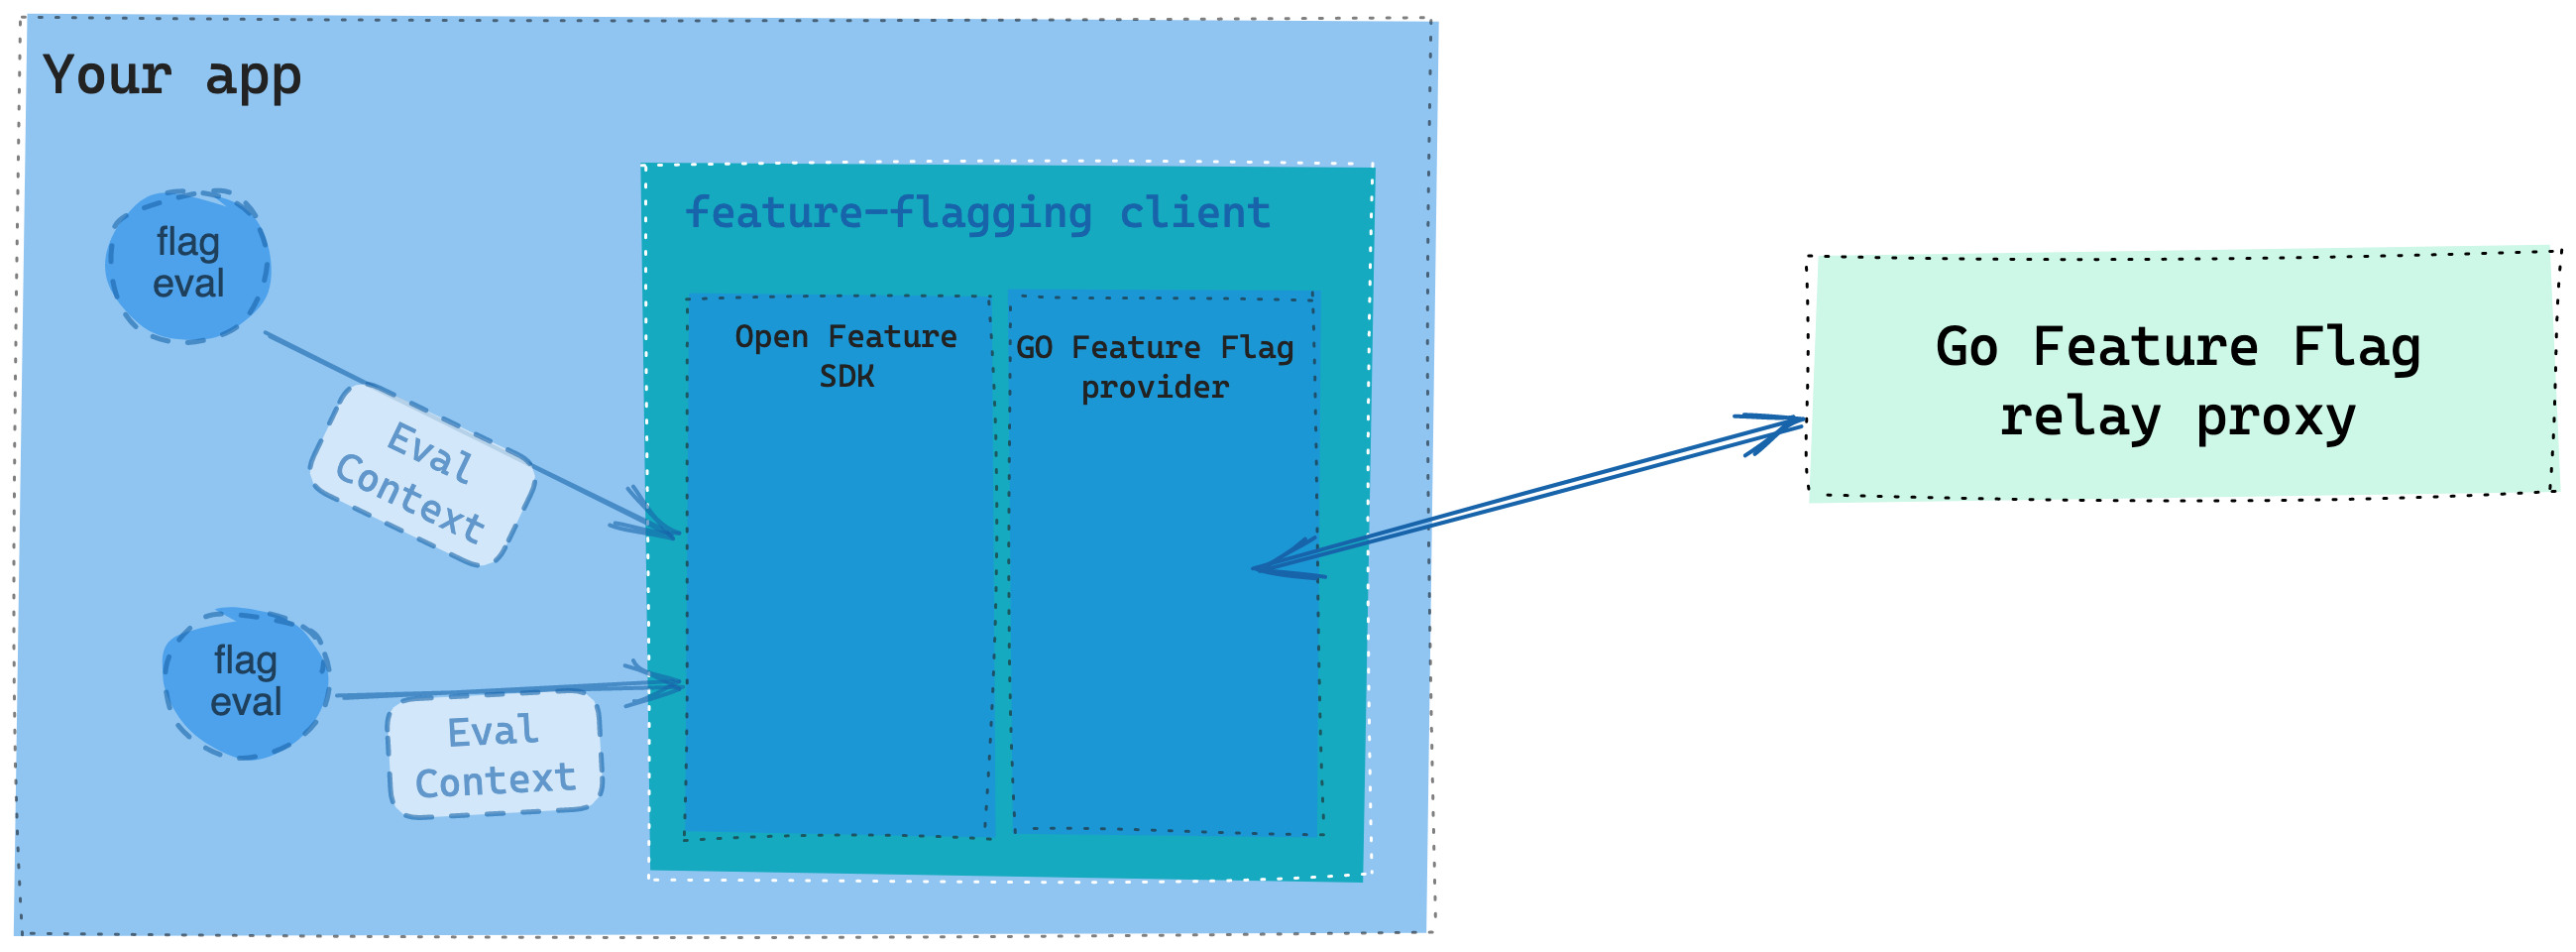 Your app
flag
eval
Eval
Context
flag
eval
Eval
Context
feature-flagging client
Open Feature
SDK
GO Feature Flag
provider
Go Feature Flag
relay proxy